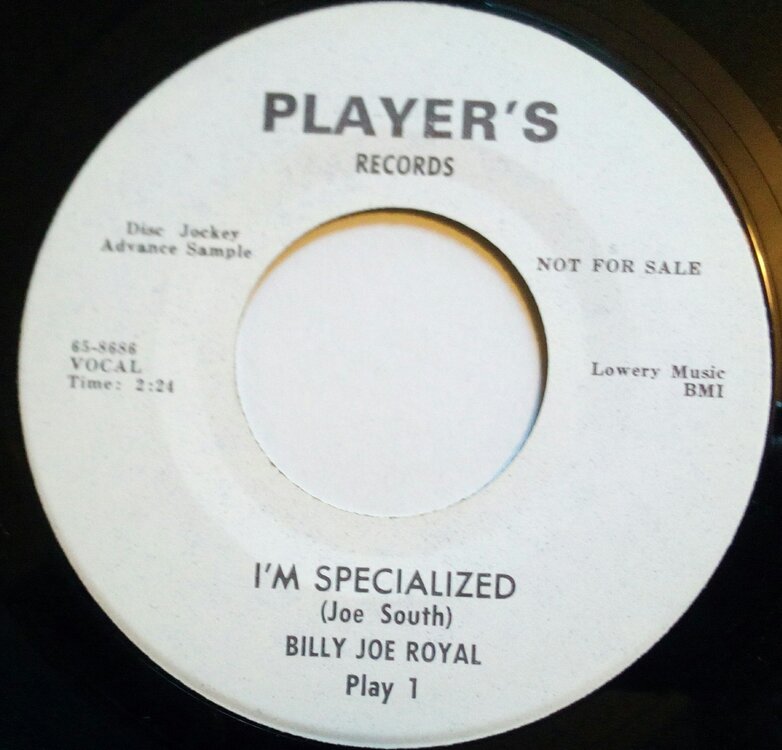 PLAYER'S
RECORDS
Disc Jockey
Advance Sample
NOT FOR SALE
65-8686
VOCAL
Time: 2:24
Lowery Music
BMI
I'M SPECIALIZED
(Joe South)
BILLY JOE ROYAL
Play 1